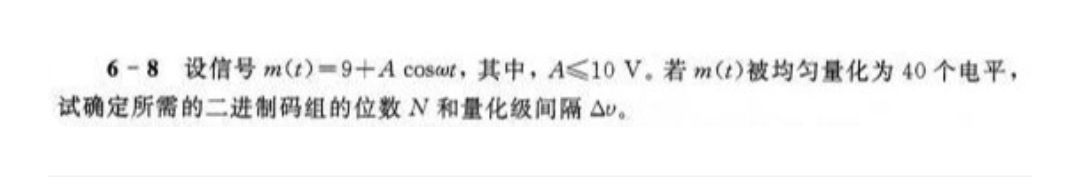 6-8 设信号 m(t)=9+A cosωt，其中，A≤10 V。若 m(t)被均匀量化为 40 个电平，
试确定所需的二进制码组的位数 N 和量化级间隔 Δυ。